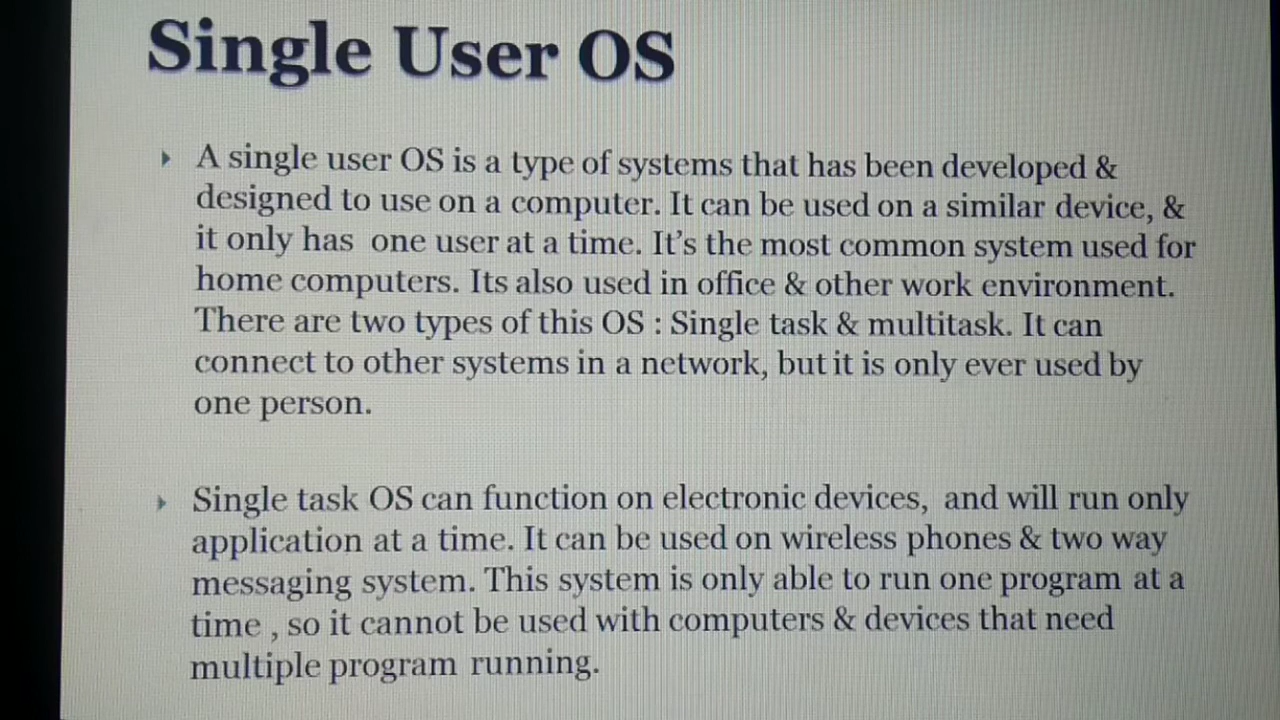 Single User OS
A single user OS is a type of systems that has been developed &
designed to use on a computer. It can be used on a similar device, &
it only has one user at a time. It's the most common system used for
home computers. Its also used in office & other work environment.
There are two types of this OS : Single task & multitask. It can
connect to other systems in a network, but it is only ever used by
one person.
Single task OS can function on electronic devices, and will run only
application at a time. It can be used on wireless phones & two way
messaging system. This system is only able to run one program at a
time , so it cannot be used with computers & devices that need
multiple program running.